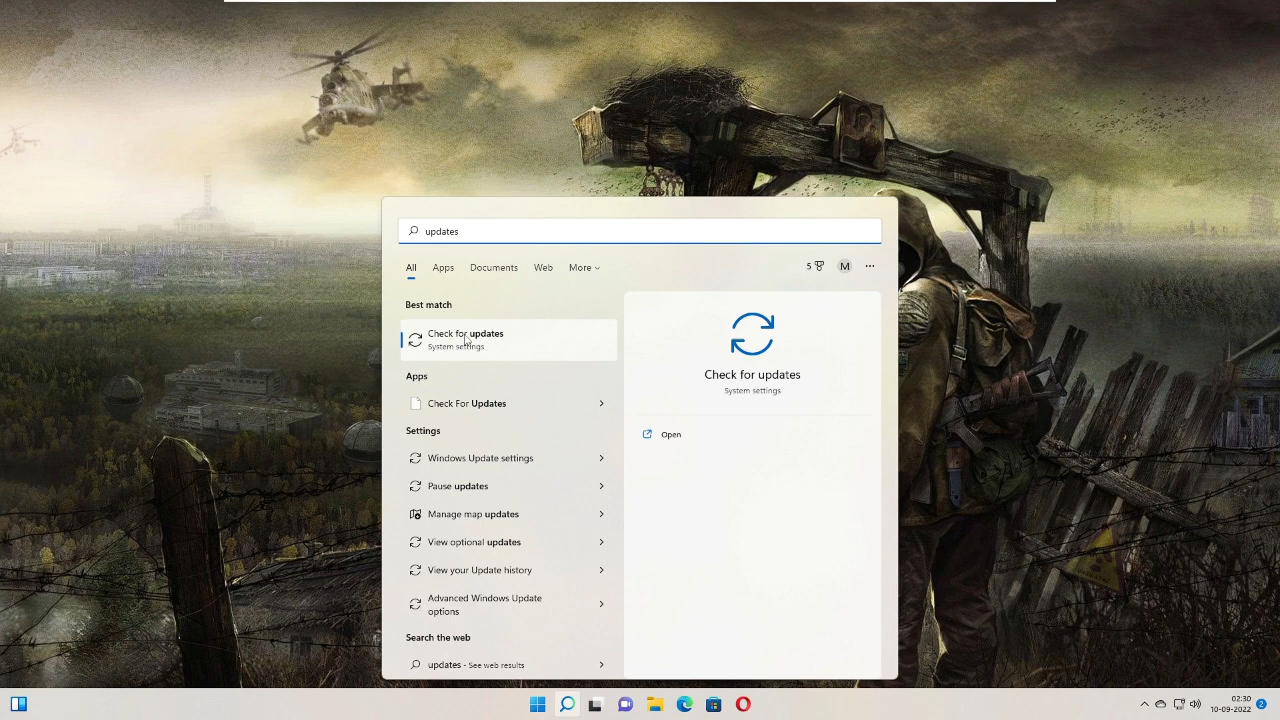 updates
All
Apps
Documents
Web
More
5
M
Best match
Check for updates
System settings
Apps
Check For Updates
Settings
Windows Update settings
Pause updates
Manage map updates
View optional updates
View your Update history
Advanced Windows Update
options
Search the web
updates - See web results
Check for updates
System settings
Open
02:30
10-09-2022
2